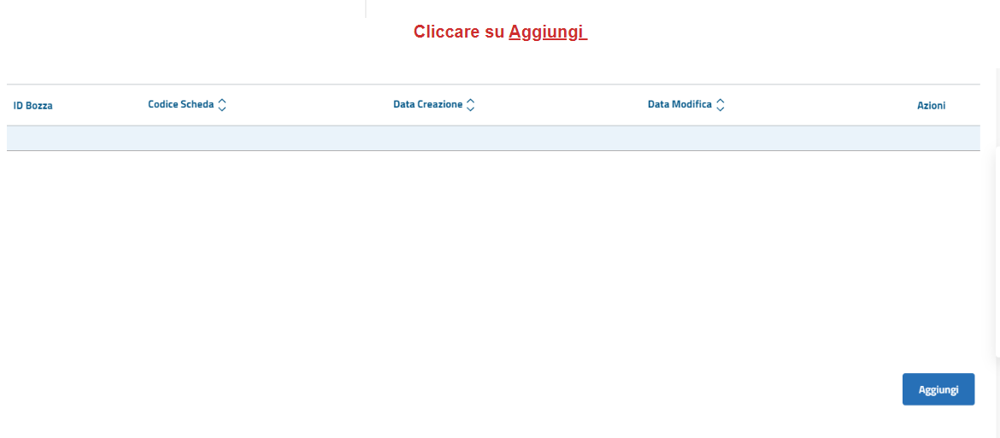 Cliccare su Aggiungi
ID Bozza Codice Scheda Data Creazione Data Modifica Azioni
Aggiungi